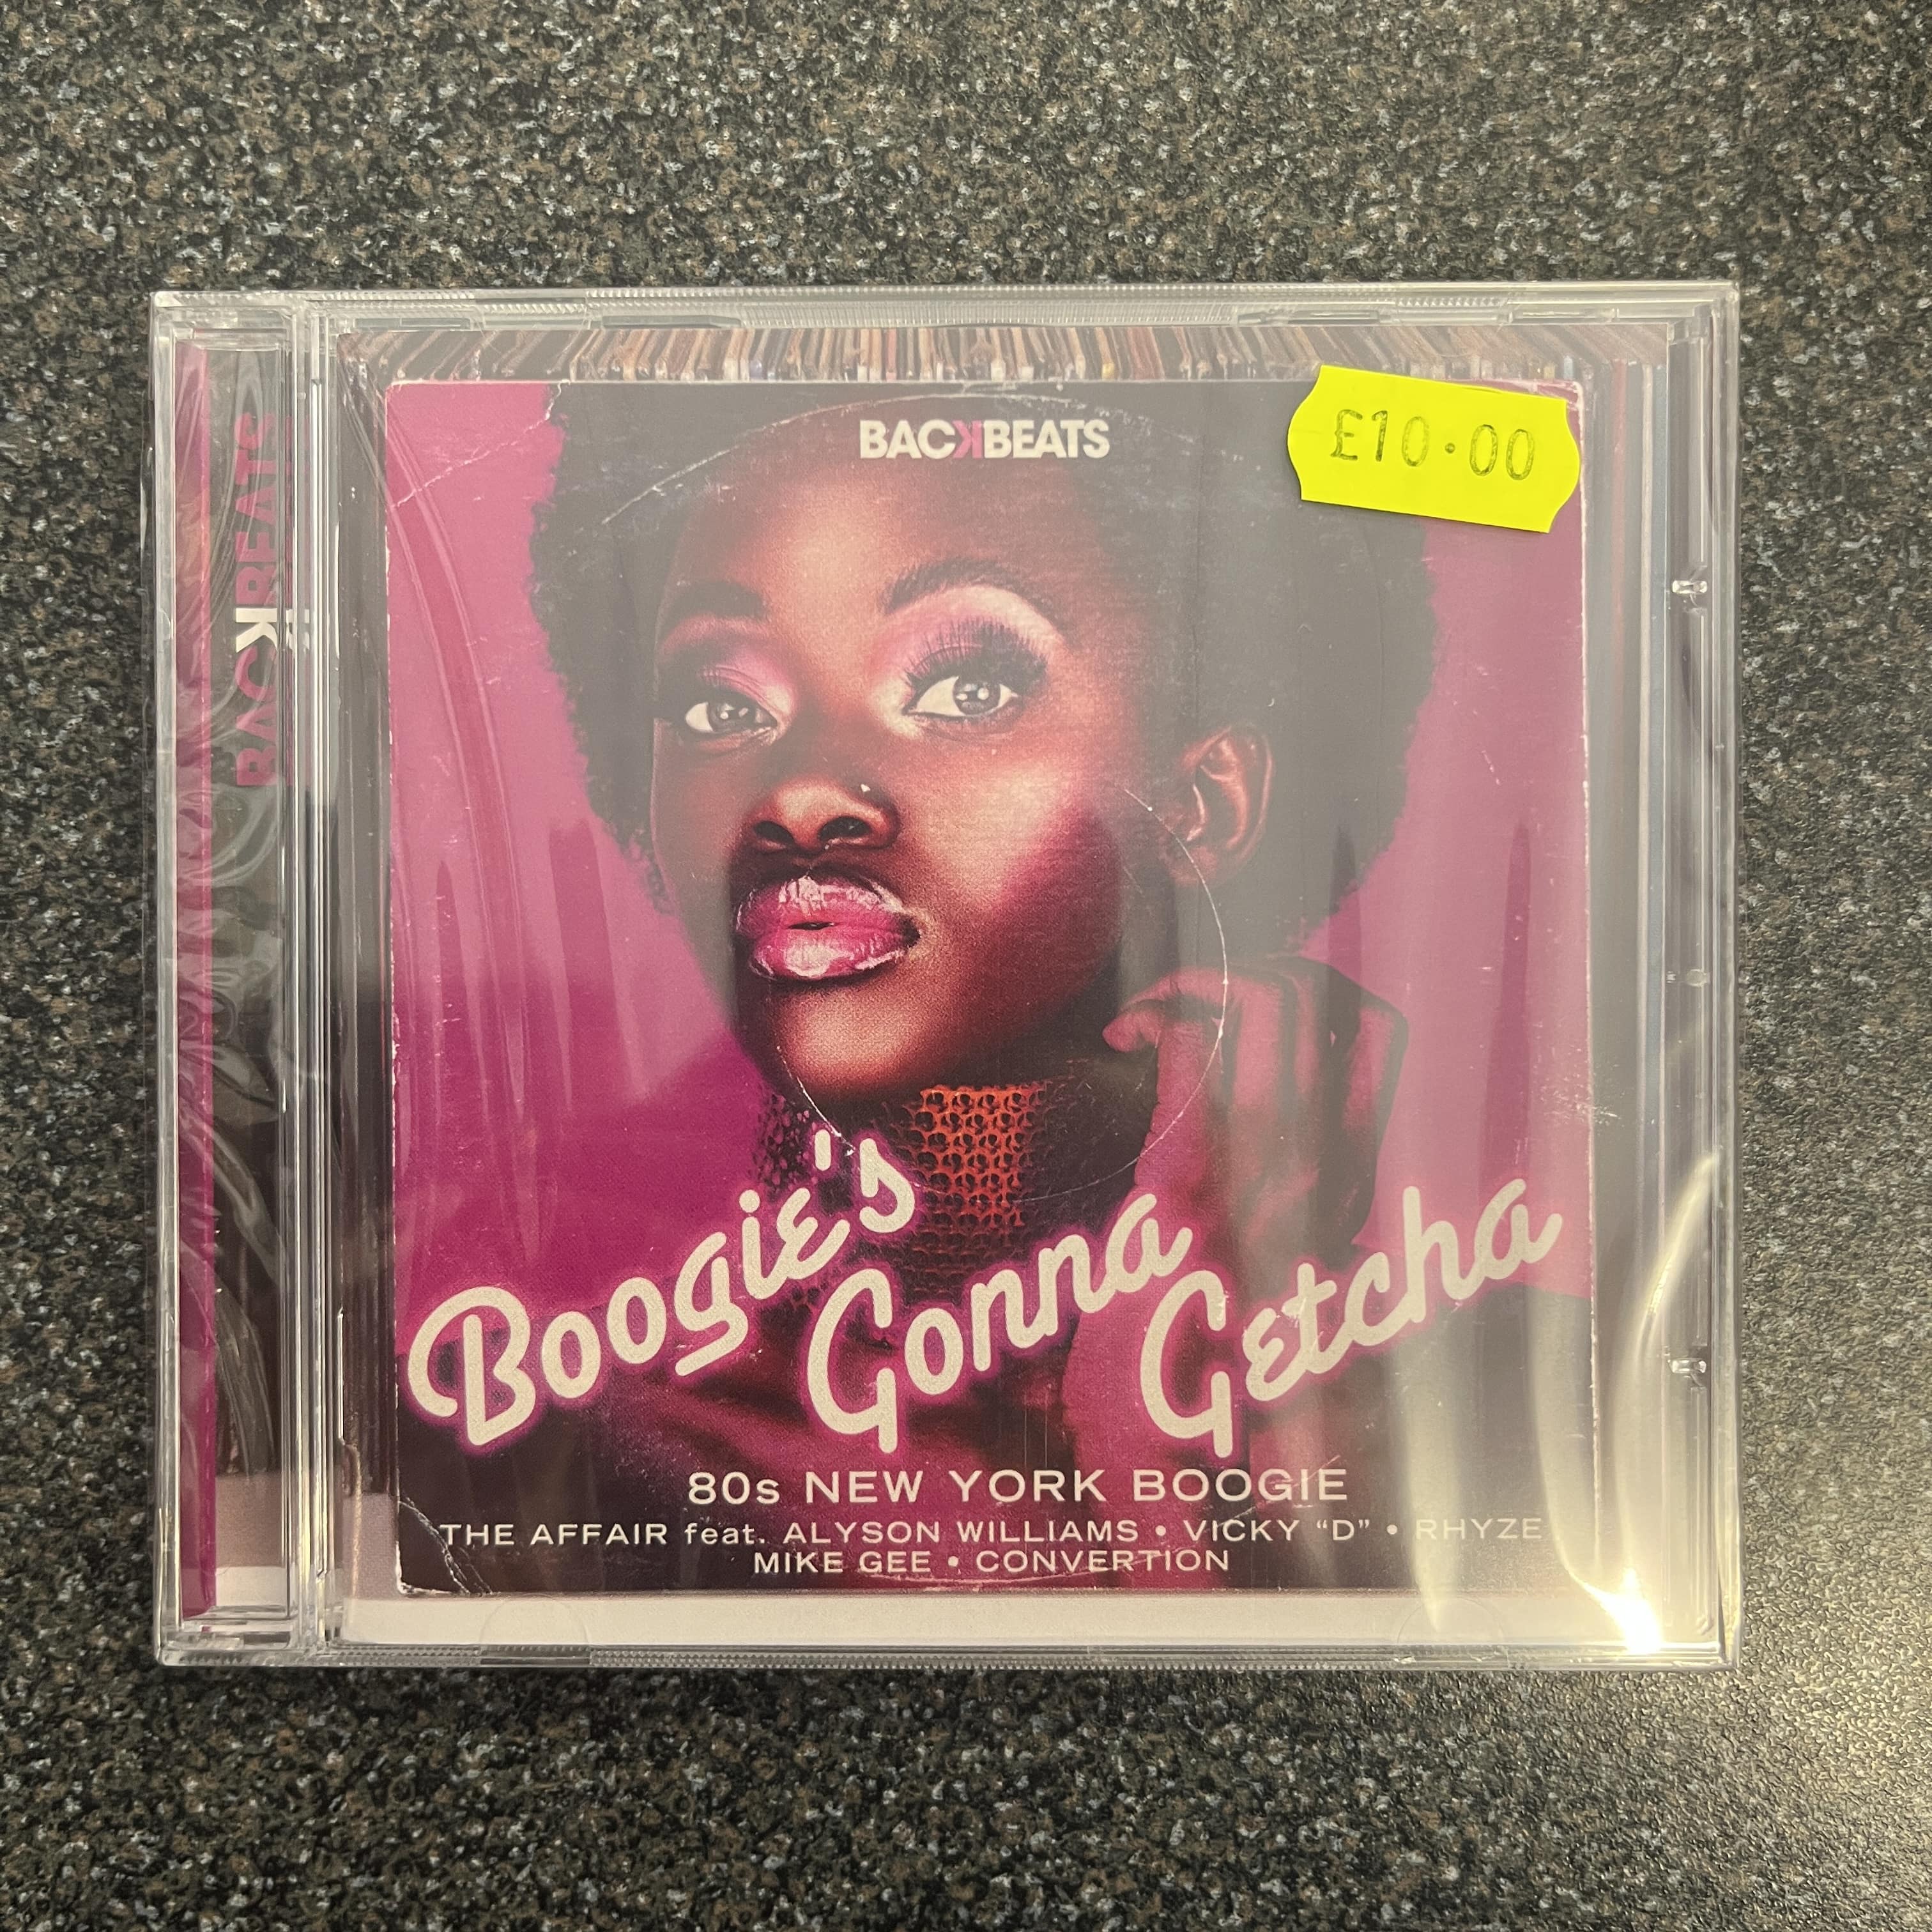 BACKBEATS
BACKBEATS
£10.00
Boogie's
Gonna
Getcha
80s NEW YORK BOOGIE
THE AFFAIR feat. ALYSON WILLIAMS • VICKY “D” • RHYZE
MIKE GEE • CONVERTION